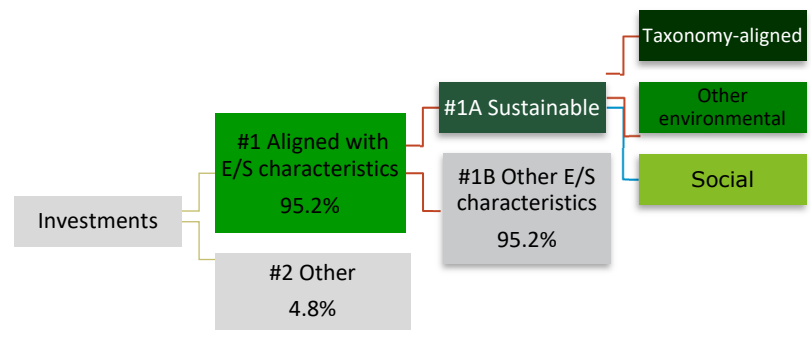 Investments
#1 Aligned with
E/S characteristics
95.2%
#2 Other
4.8%
#1A Sustainable
#1B Other E/S
characteristics
95.2%
Taxonomy-aligned
Other
environmental
Social